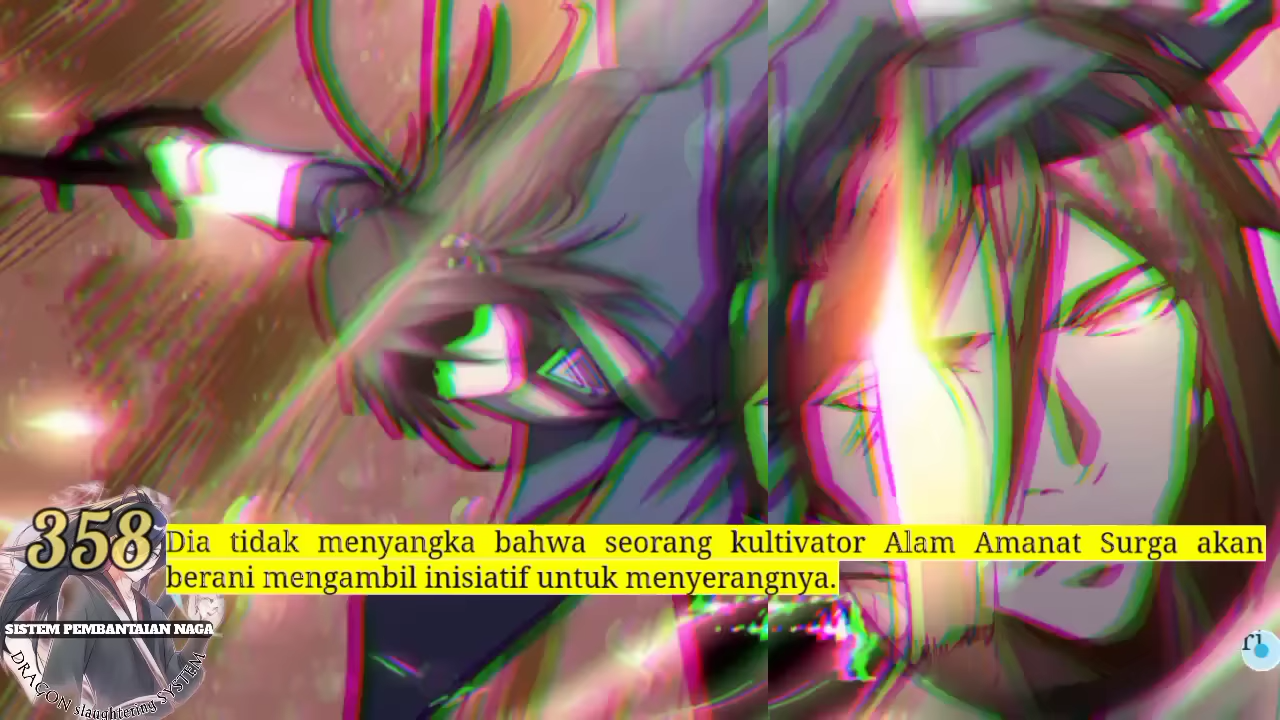 358
Dia tidak menyangka bahwa seorang kultivator Alam Amanat Surga akan
berani mengambil inisiatif untuk menyerangnya.
SISTEM PEMBANTAIAN NAGA
DRAGON slaughtering SYSTEM
ri